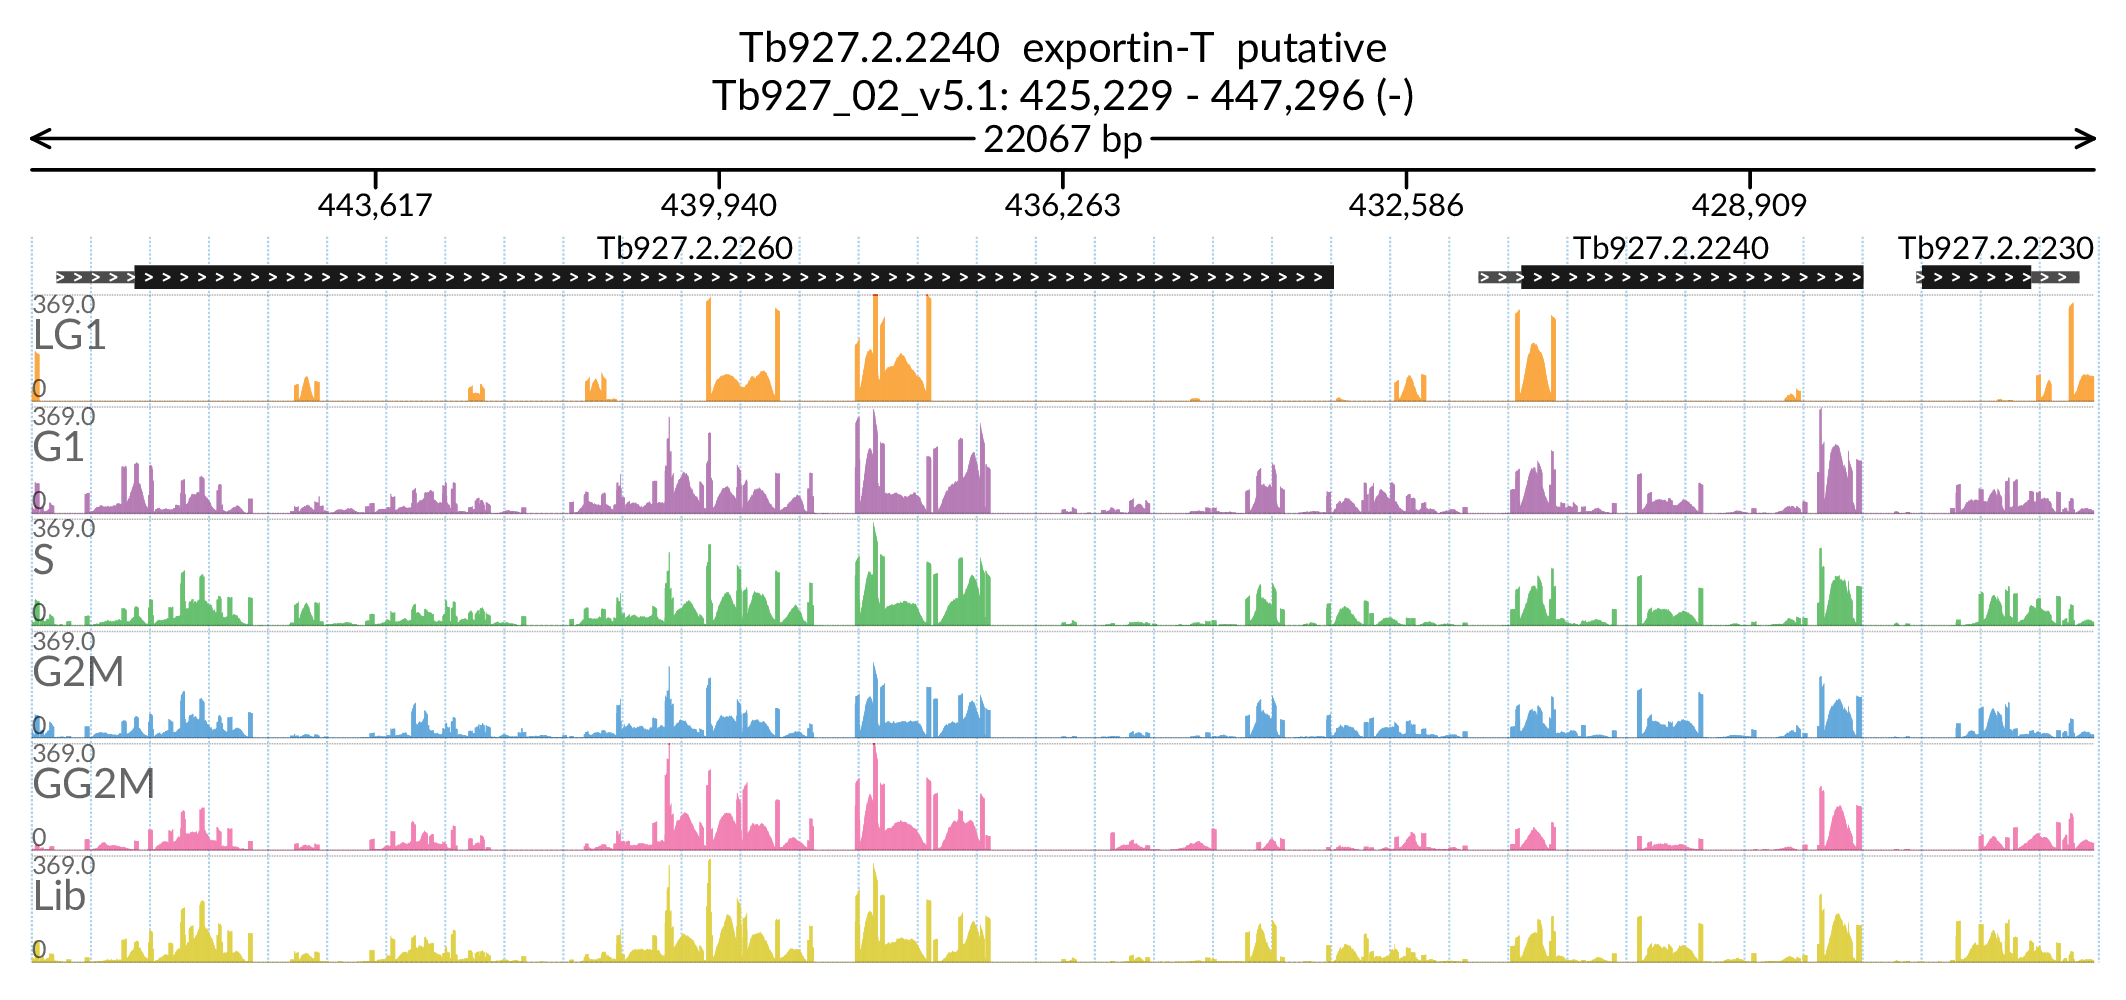 Tb927.2.2240 exportin-T putative
Tb927_02_v5.1: 425,229 - 447,296 (-)
22067 bp
443,617 439,940 436,263 432,586 428,909
Tb927.2.2260 Tb927.2.2240 Tb927.2.2230
369.0
LG1
0
369.0
G1
0
369.0
S
0
369.0
G2M
0
369.0
GG2M
0
369.0
Lib
0